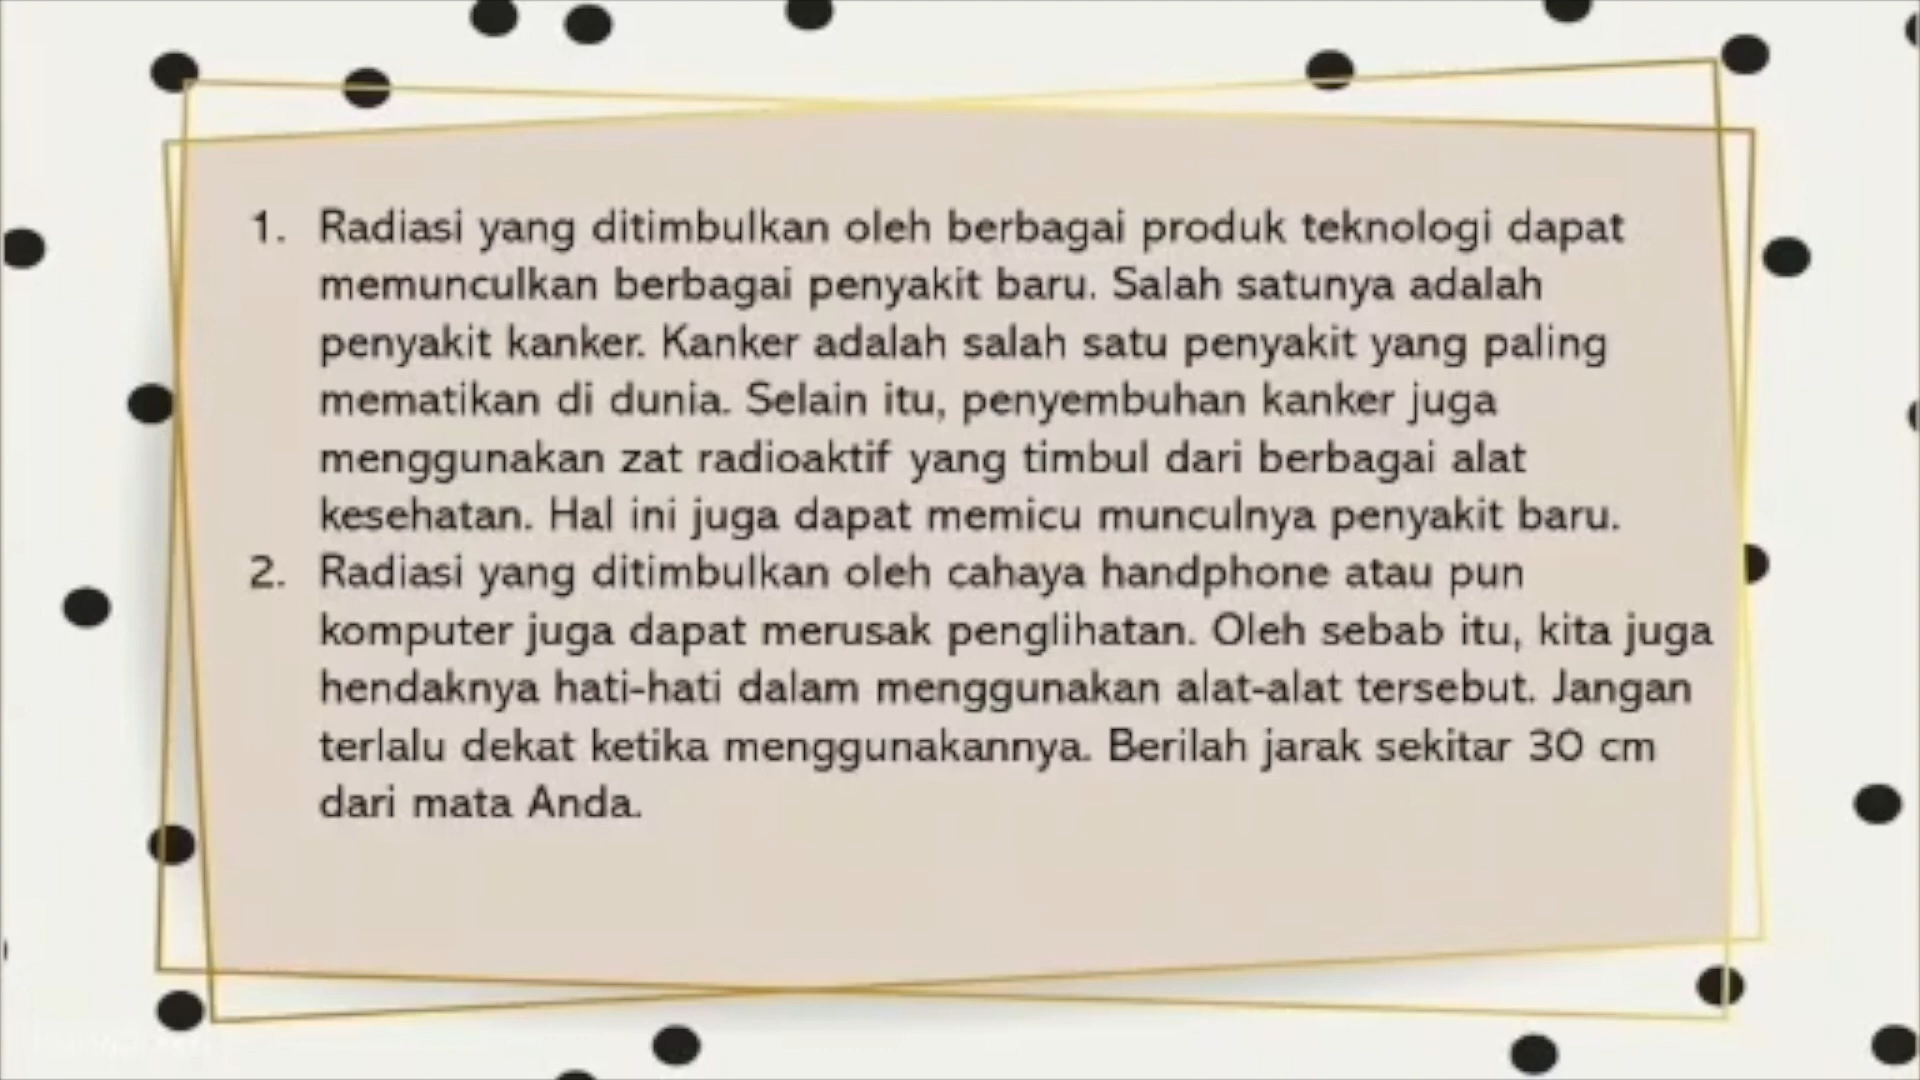 1. Radiasi yang ditimbulkan oleh berbagai produk teknologi dapat
memunculkan berbagai penyakit baru. Salah satunya adalah
penyakit kanker. Kanker adalah salah satu penyakit yang paling
mematikan di dunia. Selain itu, penyembuhan kanker juga
menggunakan zat radioaktif yang timbul dari berbagai alat
kesehatan. Hal ini juga dapat memicu munculnya penyakit baru.
2. Radiasi yang ditimbulkan oleh cahaya handphone atau pun
komputer juga dapat merusak penglihatan. Oleh sebab itu, kita juga
hendaknya hati-hati dalam menggunakan alat-alat tersebut. Jangan
terlalu dekat ketika menggunakannya. Berilah jarak sekitar 30 cm
dari mata Anda.